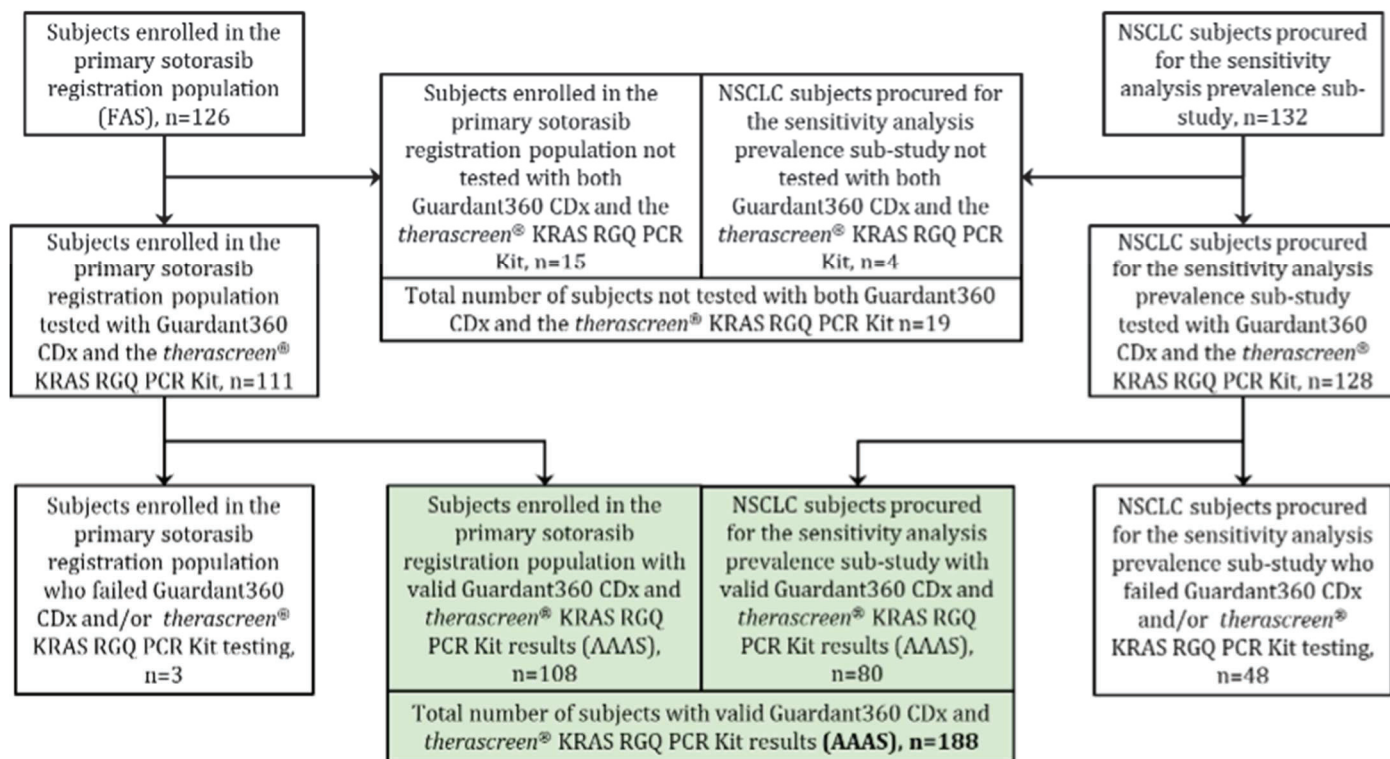 Subjects enrolled in the
primary sotorasib
registration population
(FAS), n=126
NSCLC subjects procured
for the sensitivity
analysis prevalence sub-
study, n=132
Subjects enrolled in the
primary sotorasib
registration population not
tested with both
Guardant360 CDx and the
therascreen® KRAS RGQ PCR
Kit, n=15
NSCLC subjects procured for
the sensitivity analysis
prevalence sub-study not
tested with both
Guardant360 CDx and the
therascreen® KRAS RGQ PCR
Kit, n=4
Total number of subjects not tested with both Guardant360
CDx and the therascreen® KRAS RGQ PCR Kit n=19
Subjects enrolled in the
primary sotorasib
registration population
tested with Guardant360
CDx and the therascreen®
KRAS RGQ PCR Kit, n=111
NSCLC subjects procured
for the sensitivity analysis
prevalence sub-study
tested with Guardant360
CDx and the therascreen®
KRAS RGQ PCR Kit, n=128
Subjects enrolled in the
primary sotorasib
registration population
who failed Guardant360
CDx and/or therascreen®
KRAS RGQ PCR Kit testing,
n=3
Subjects enrolled in the
primary sotorasib
registration population with
valid Guardant360 CDx and
therascreen® KRAS RGQ
PCR Kit results (AAAS),
n=108
NSCLC subjects procured
for the sensitivity analysis
prevalence sub-study with
valid Guardant360 CDx and
therascreen® KRAS RGQ
PCR Kit results (AAAS),
n=80
Total number of subjects with valid Guardant360 CDx and
therascreen® KRAS RGQ PCR Kit results (AAAS), n=188
NSCLC subjects procured
for the sensitivity analysis
prevalence sub-study who
failed Guardant360 CDx
and/or therascreen®
KRAS RGQ PCR Kit testing,
n=48